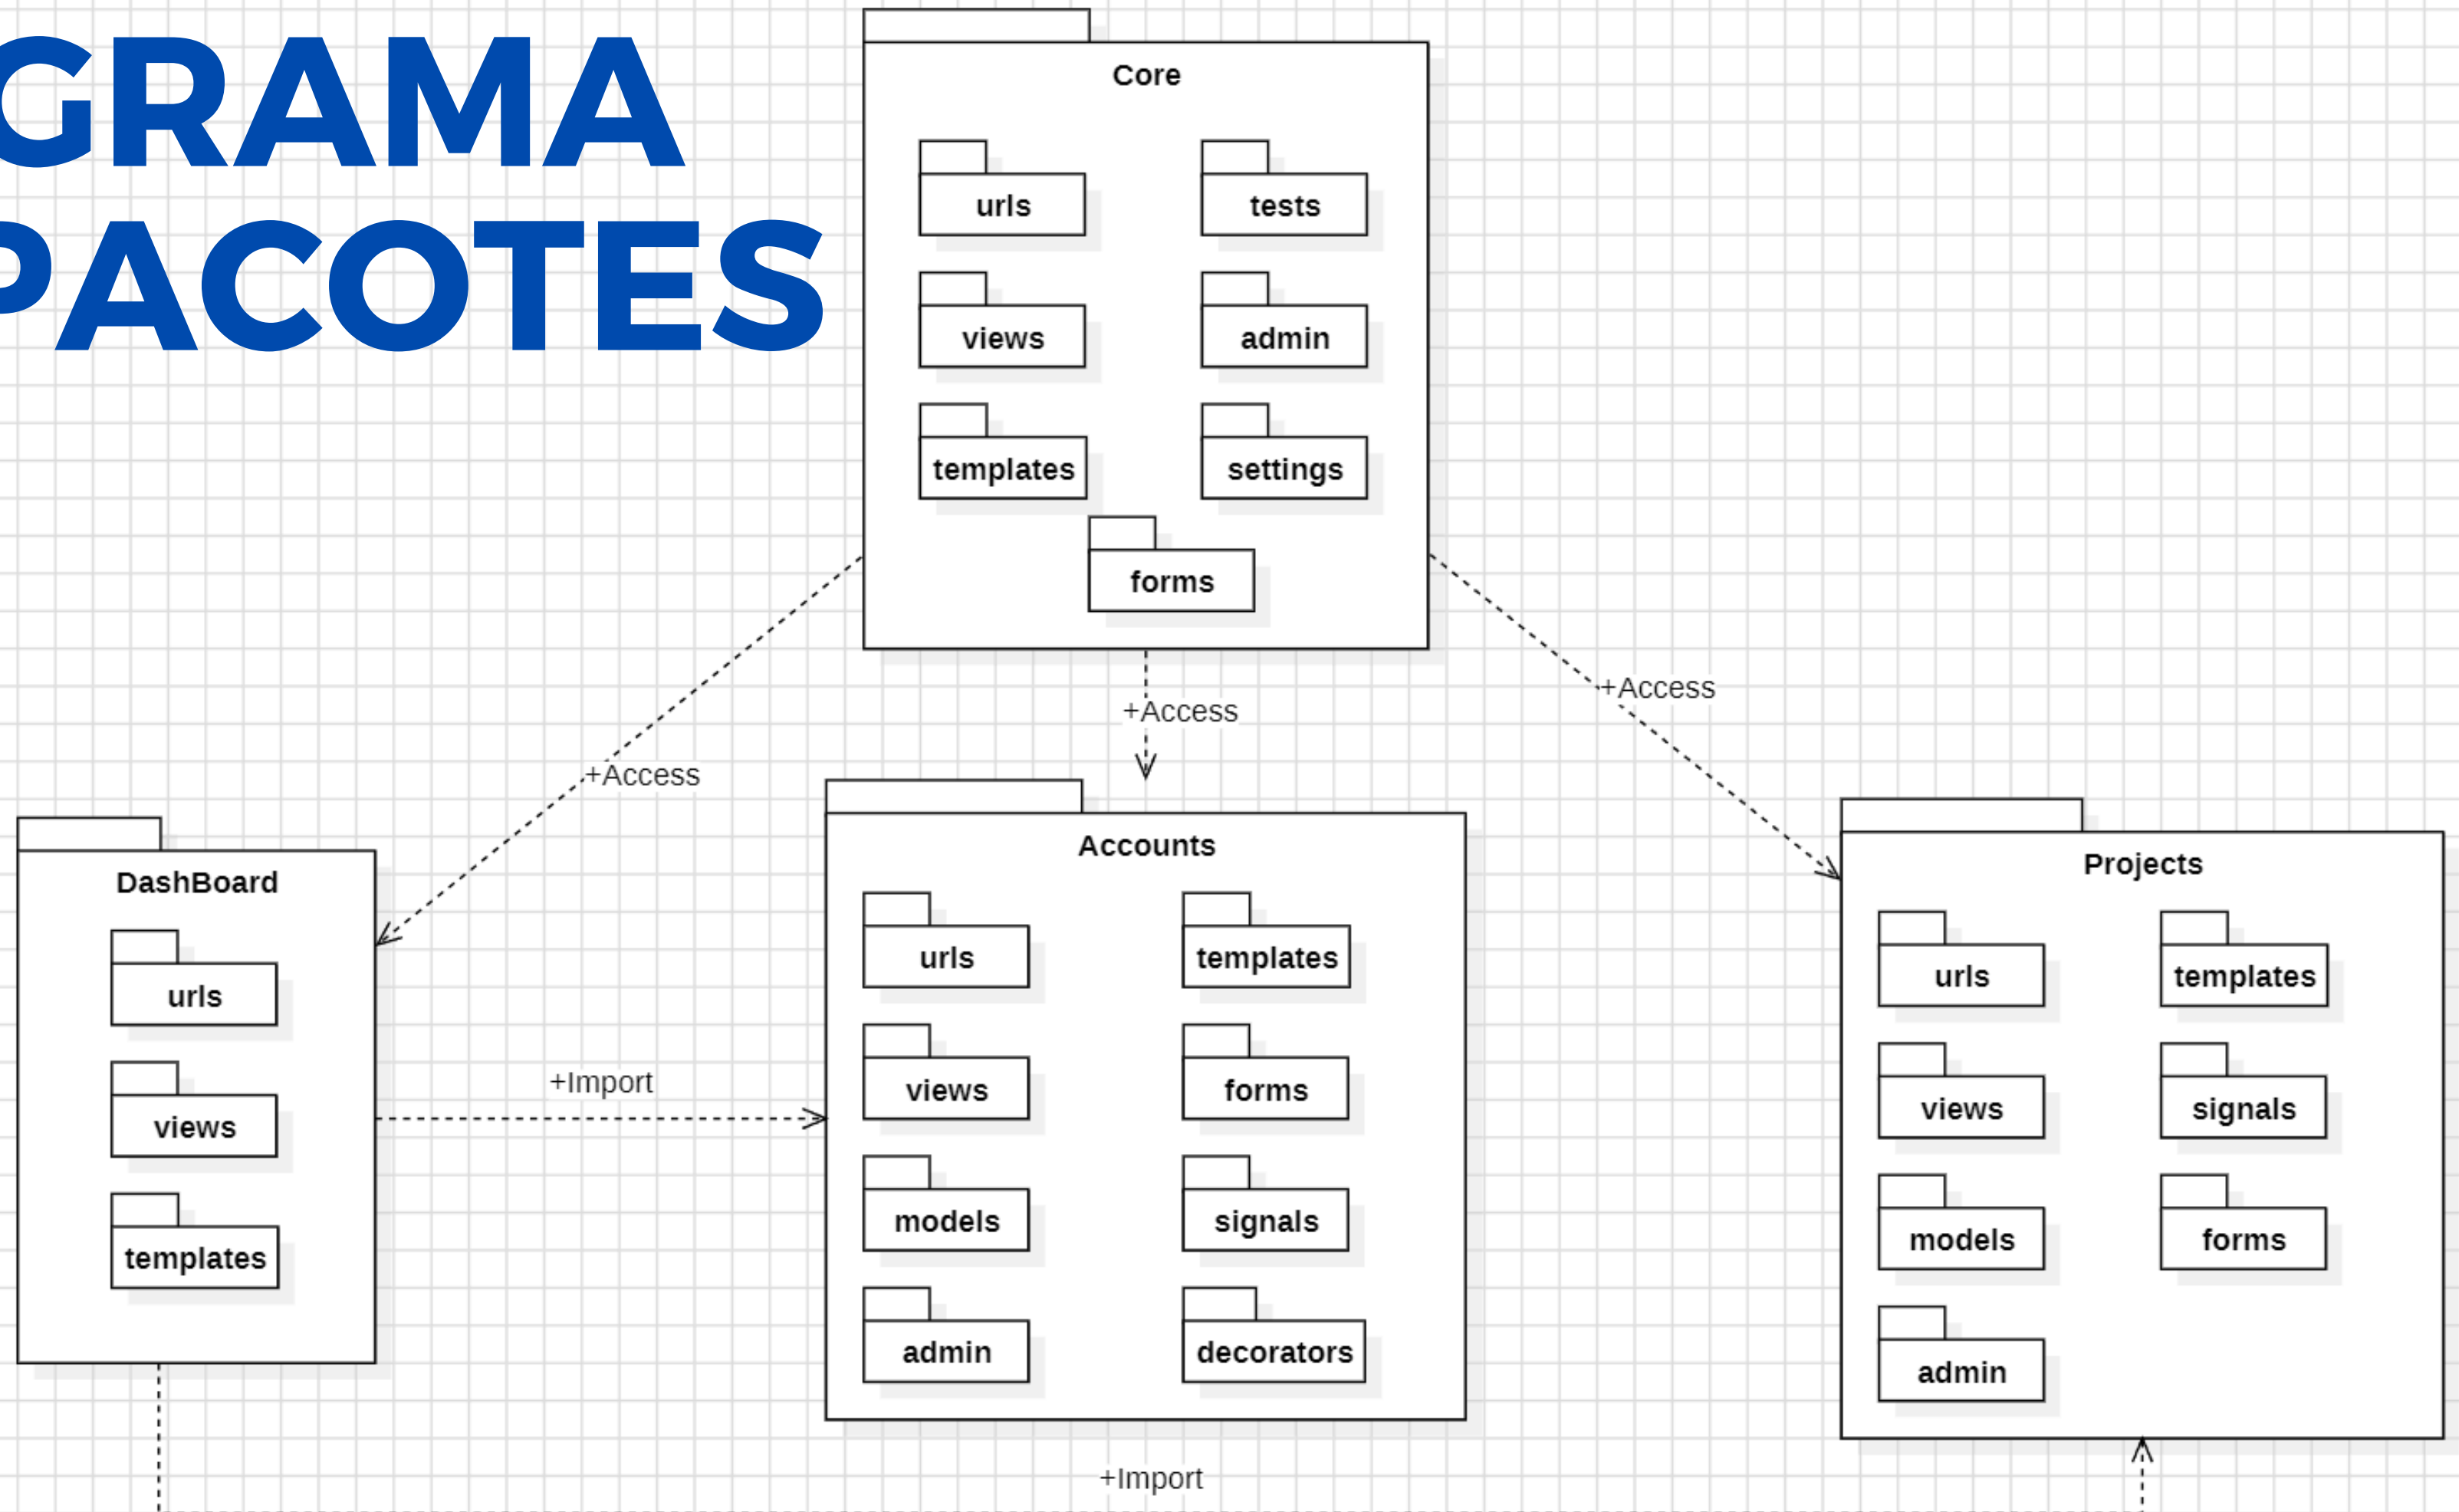 GRAMA
PACOTES
Core
urls
tests
views
admin
templates
settings
forms
+Access
+Access
+Access
DashBoard
urls
views
templates
+Import
Accounts
urls
templates
views
forms
models
signals
admin
decorators
Projects
urls
templates
views
signals
models
forms
admin
+Import